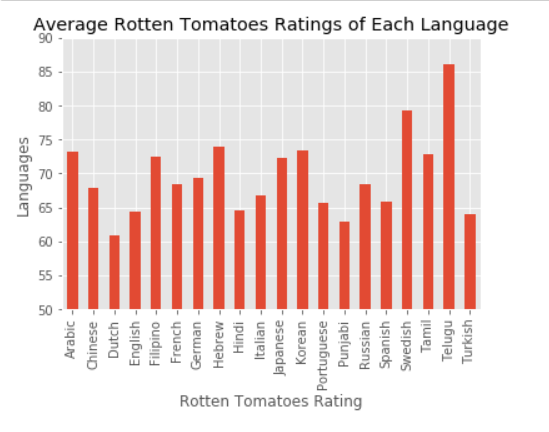 Average Rotten Tomatoes Ratings of Each Language
90
85
80
75
70
65
60
55
50
Languages
Arabic
Chinese
Dutch
English
Filipino
French
German
Hebrew
Hindi
Italian
Japanese
Korean
Portuguese
Punjabi
Russian
Spanish
Swedish
Tamil
Telugu
Turkish
Rotten Tomatoes Rating